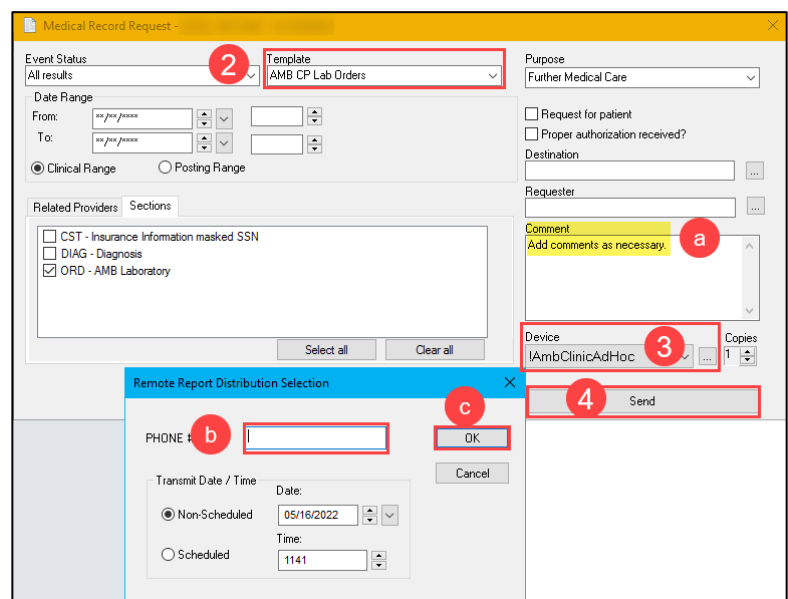 Medical Record Request -
Event Status
Template
Purpose
All results
2
AMB CP Lab Orders
Further Medical Care
Date Range
From:
**/**/****
To:
**/**/****
Clinical Range
Posting Range
Request for patient
Proper authorization received?
Destination
...
Requester
...
Related Providers
Sections
CST - Insurance Information masked SSN
DIAG - Diagnosis
ORD - AMB Laboratory
Select all
Clear all
Comment
a
Add comments as necessary.
Device
Copies
!AmbClinicAdHoc
3
...
1
4
Send
Remote Report Distribution Selection
c
PHONE #
b
OK
Cancel
Transmit Date / Time
Date:
Non-Scheduled
05/16/2022
Time:
Scheduled
1141